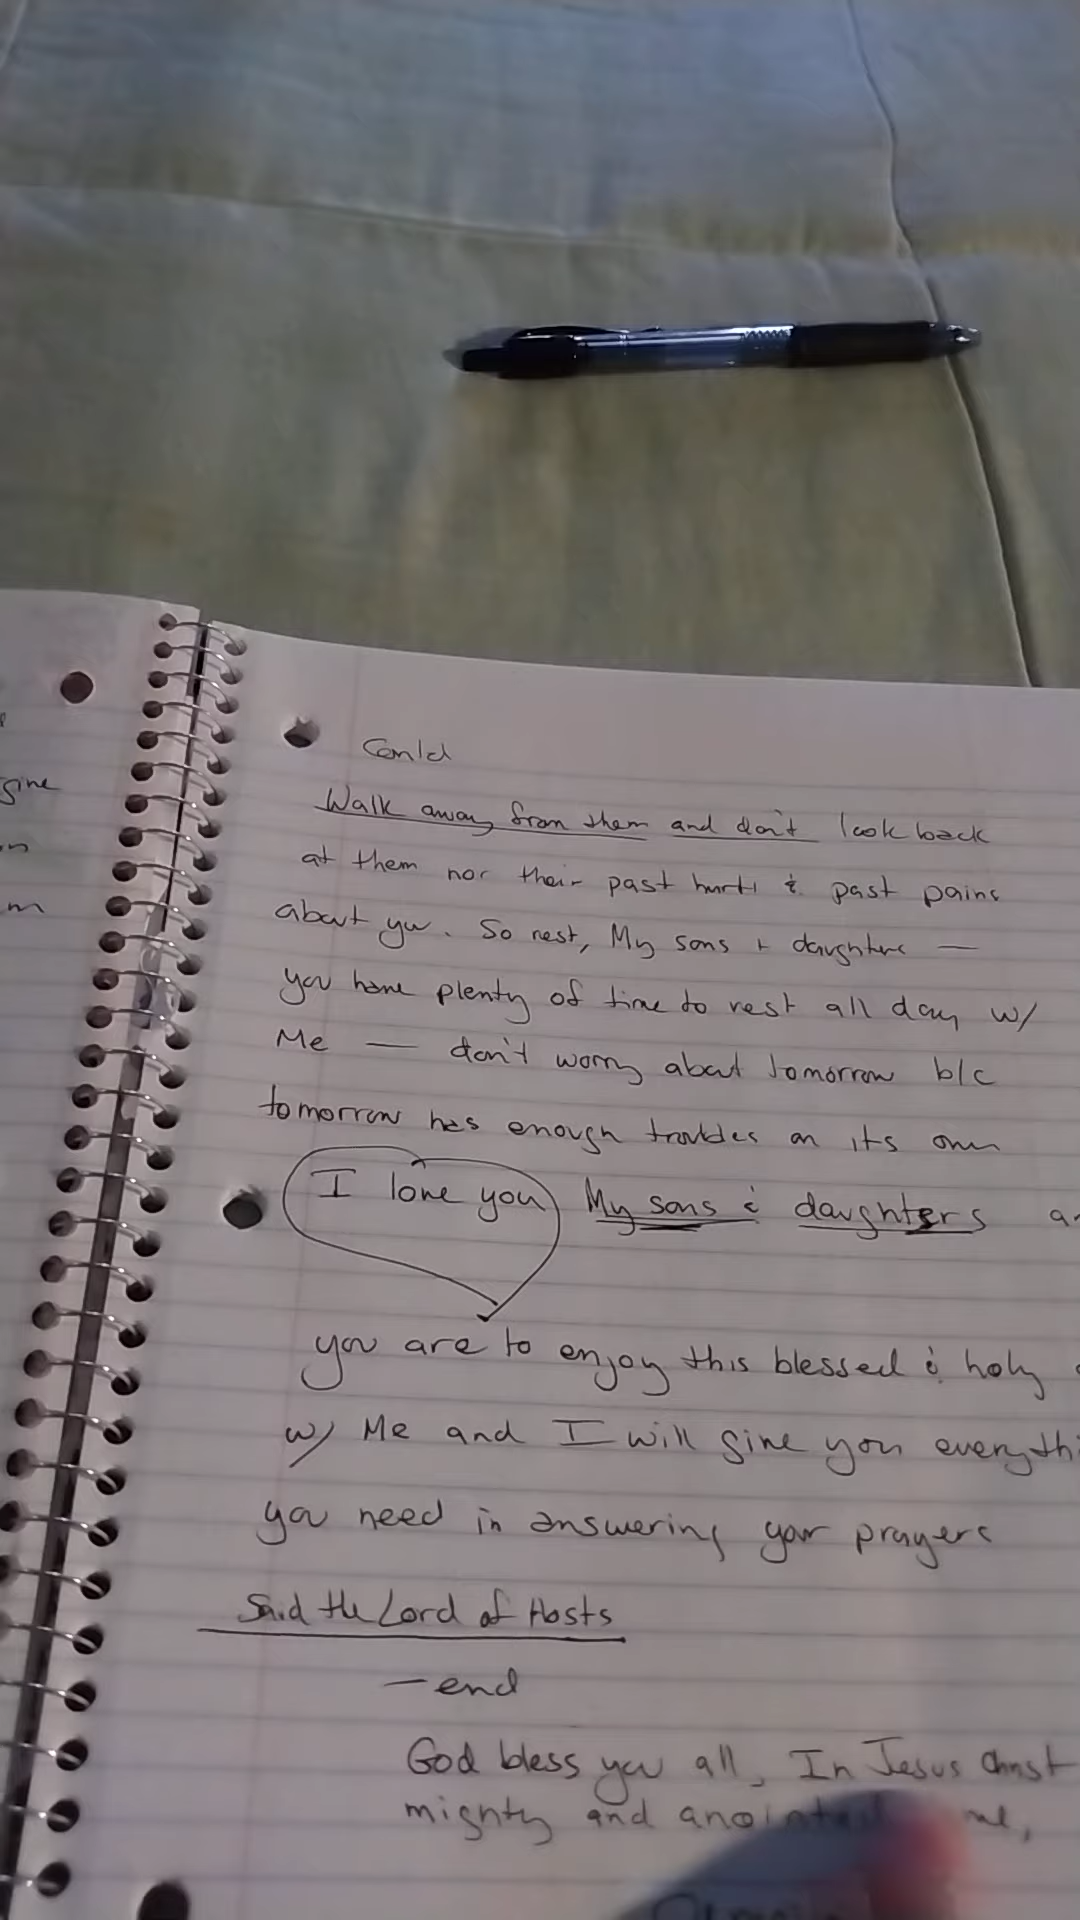 Cont'd
Walk away from them and don't look back
at them nor their past hurts & past pains
about you. So rest, My sons + daughters —
you have plenty of time to rest all day w/
Me — don't worry about tomorrow b/c
tomorrow has enough troubles on its own
I love you My sons & daughters
you are to enjoy this blessed & holy
w/ Me and I will give you everythi
you need in answering your prayers
Said the Lord of Hosts
— end
God bless you all, In Jesus Christ
mighty and anointed